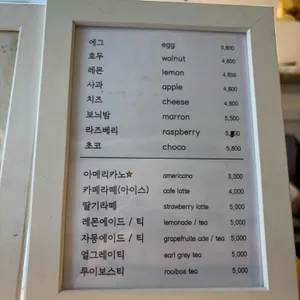 에그 egg 3,800
호두 walnut 4,800
레몬 lemon 4,800
사과 apple 4,800
치즈 cheese 4,800
보늬밤 marron 5,500
라즈베리 raspberry
초코 choco 5,800
아메리카노☆ americano 3,000
카페라떼(아이스) cafe latte 4,000
딸기라떼 strawberry latte 5,000
레몬에이드 / 티 lemonade / tea 5,000
자몽에이드 / 티 grapefruite ade / tea 5,000
얼그레이티 earl grey tea 5,000
루이보스티 rooibos tea 5,000